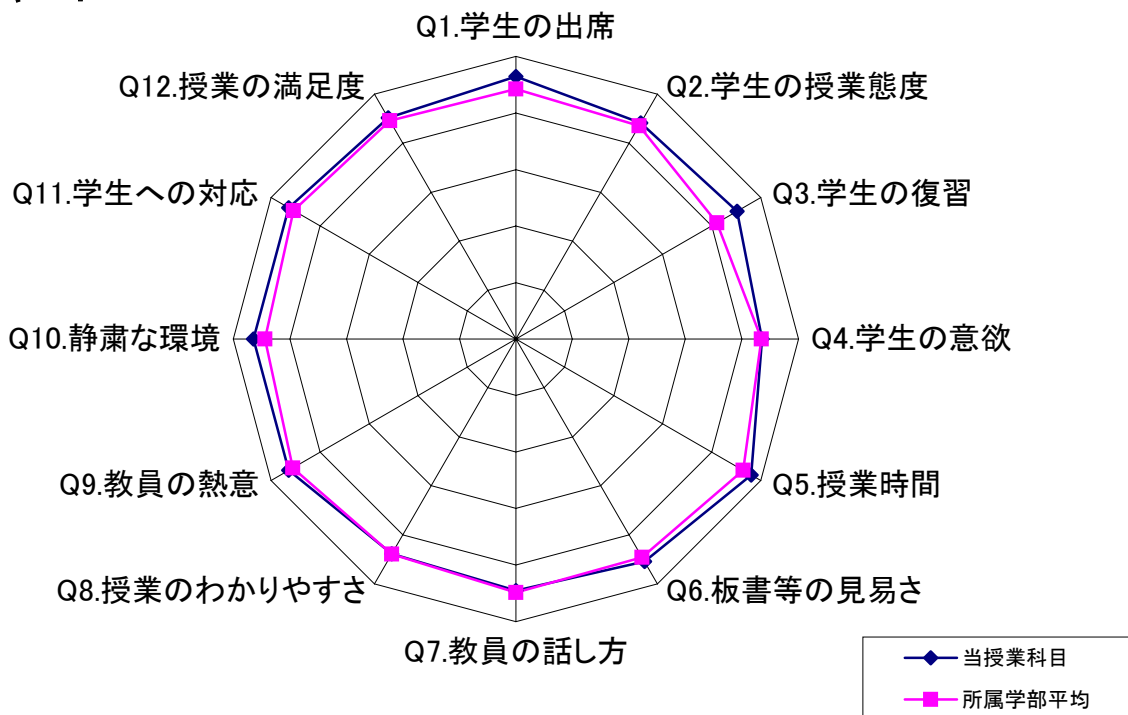 Q1.学生の出席
Q2.学生の授業態度
Q3.学生の復習
Q4.学生の意欲
Q5.授業時間
Q6.板書等の見易さ
Q7.教員の話し方
Q8.授業のわかりやすさ
Q9.教員の熱意
Q10.静粛な環境
Q11.学生への対応
Q12.授業の満足度
当授業科目
所属学部平均